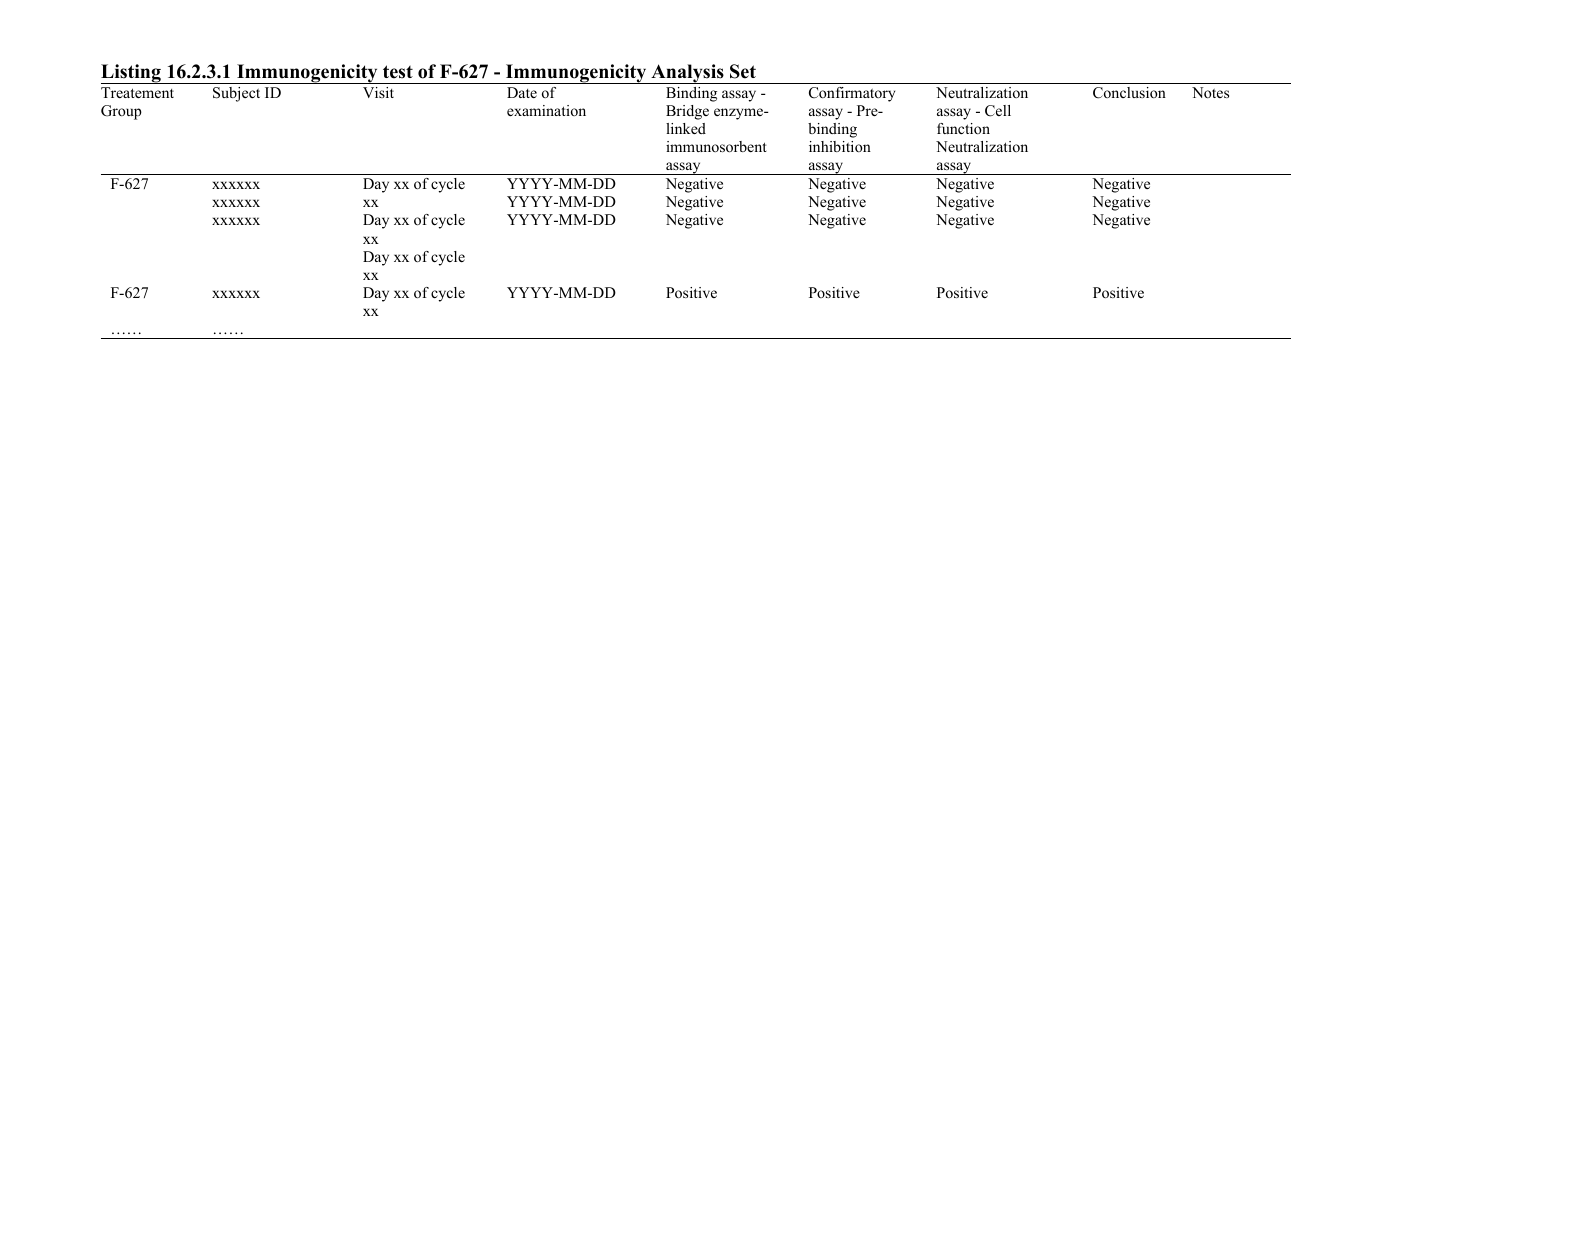 Listing 16.2.3.1 Immunogenicity test of F-627 - Immunogenicity Analysis Set
Treatement Subject ID Visit Date of Binding assay - Confirmatory Neutralization Conclusion Notes
Group examination Bridge enzyme- assay - Pre- assay - Cell
linked binding function
immunosorbent inhibition Neutralization
assay assay assay
F-627 xxxxxx Day xx of cycle YYYY-MM-DD Negative Negative Negative Negative
xxxxxx xx YYYY-MM-DD Negative Negative Negative Negative
xxxxxx Day xx of cycle YYYY-MM-DD Negative Negative Negative Negative
xx
Day xx of cycle
xx
F-627 xxxxxx Day xx of cycle YYYY-MM-DD Positive Positive Positive Positive
xx
…… ……